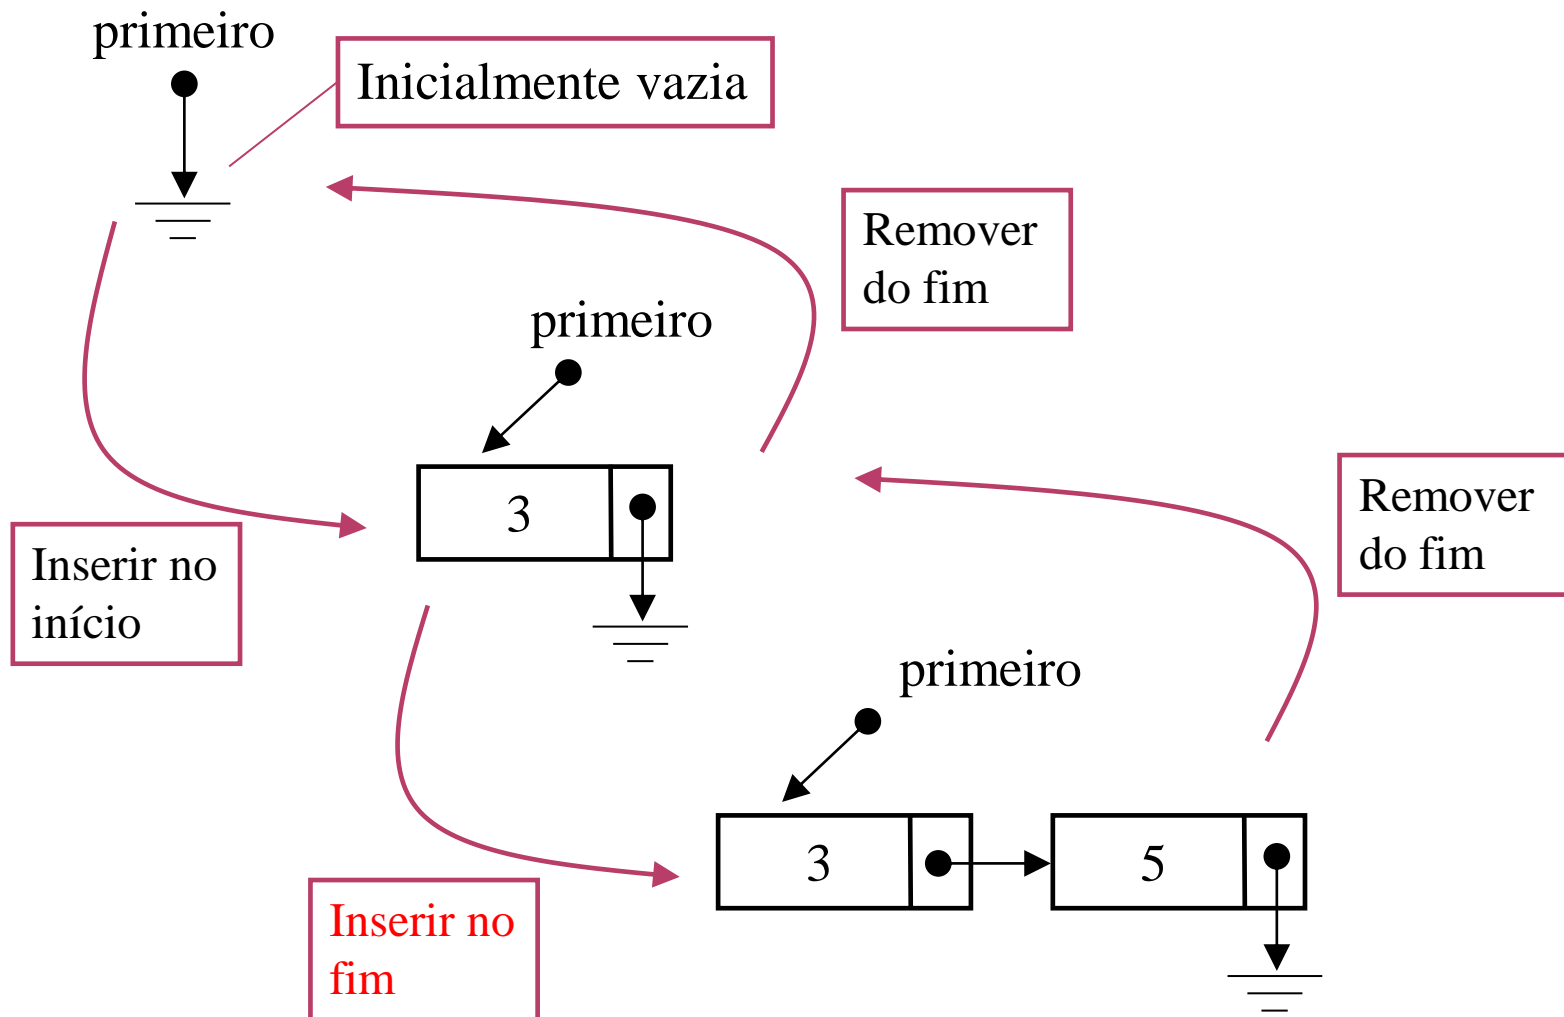 primeiro
Inicialmente vazia
Remover
do fim
primeiro
3
Remover
do fim
Inserir no
início
primeiro
3
5
Inserir no
fim